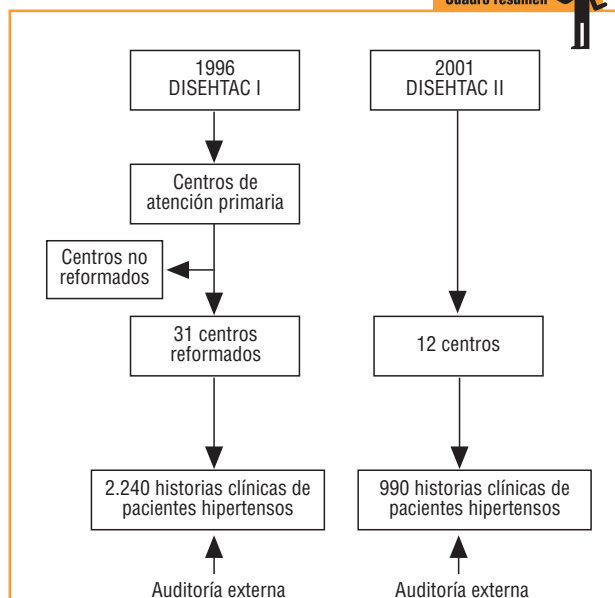 Cuadro resumen
1996
DISEHTAC I
2001
DISEHTAC II
Centros de
atención primaria
Centros no
reformados
31 centros
reformados
12 centros
2.240 historias clínicas de
pacientes hipertensos
990 historias clínicas de
pacientes hipertensos
Auditoría externa
Auditoría externa